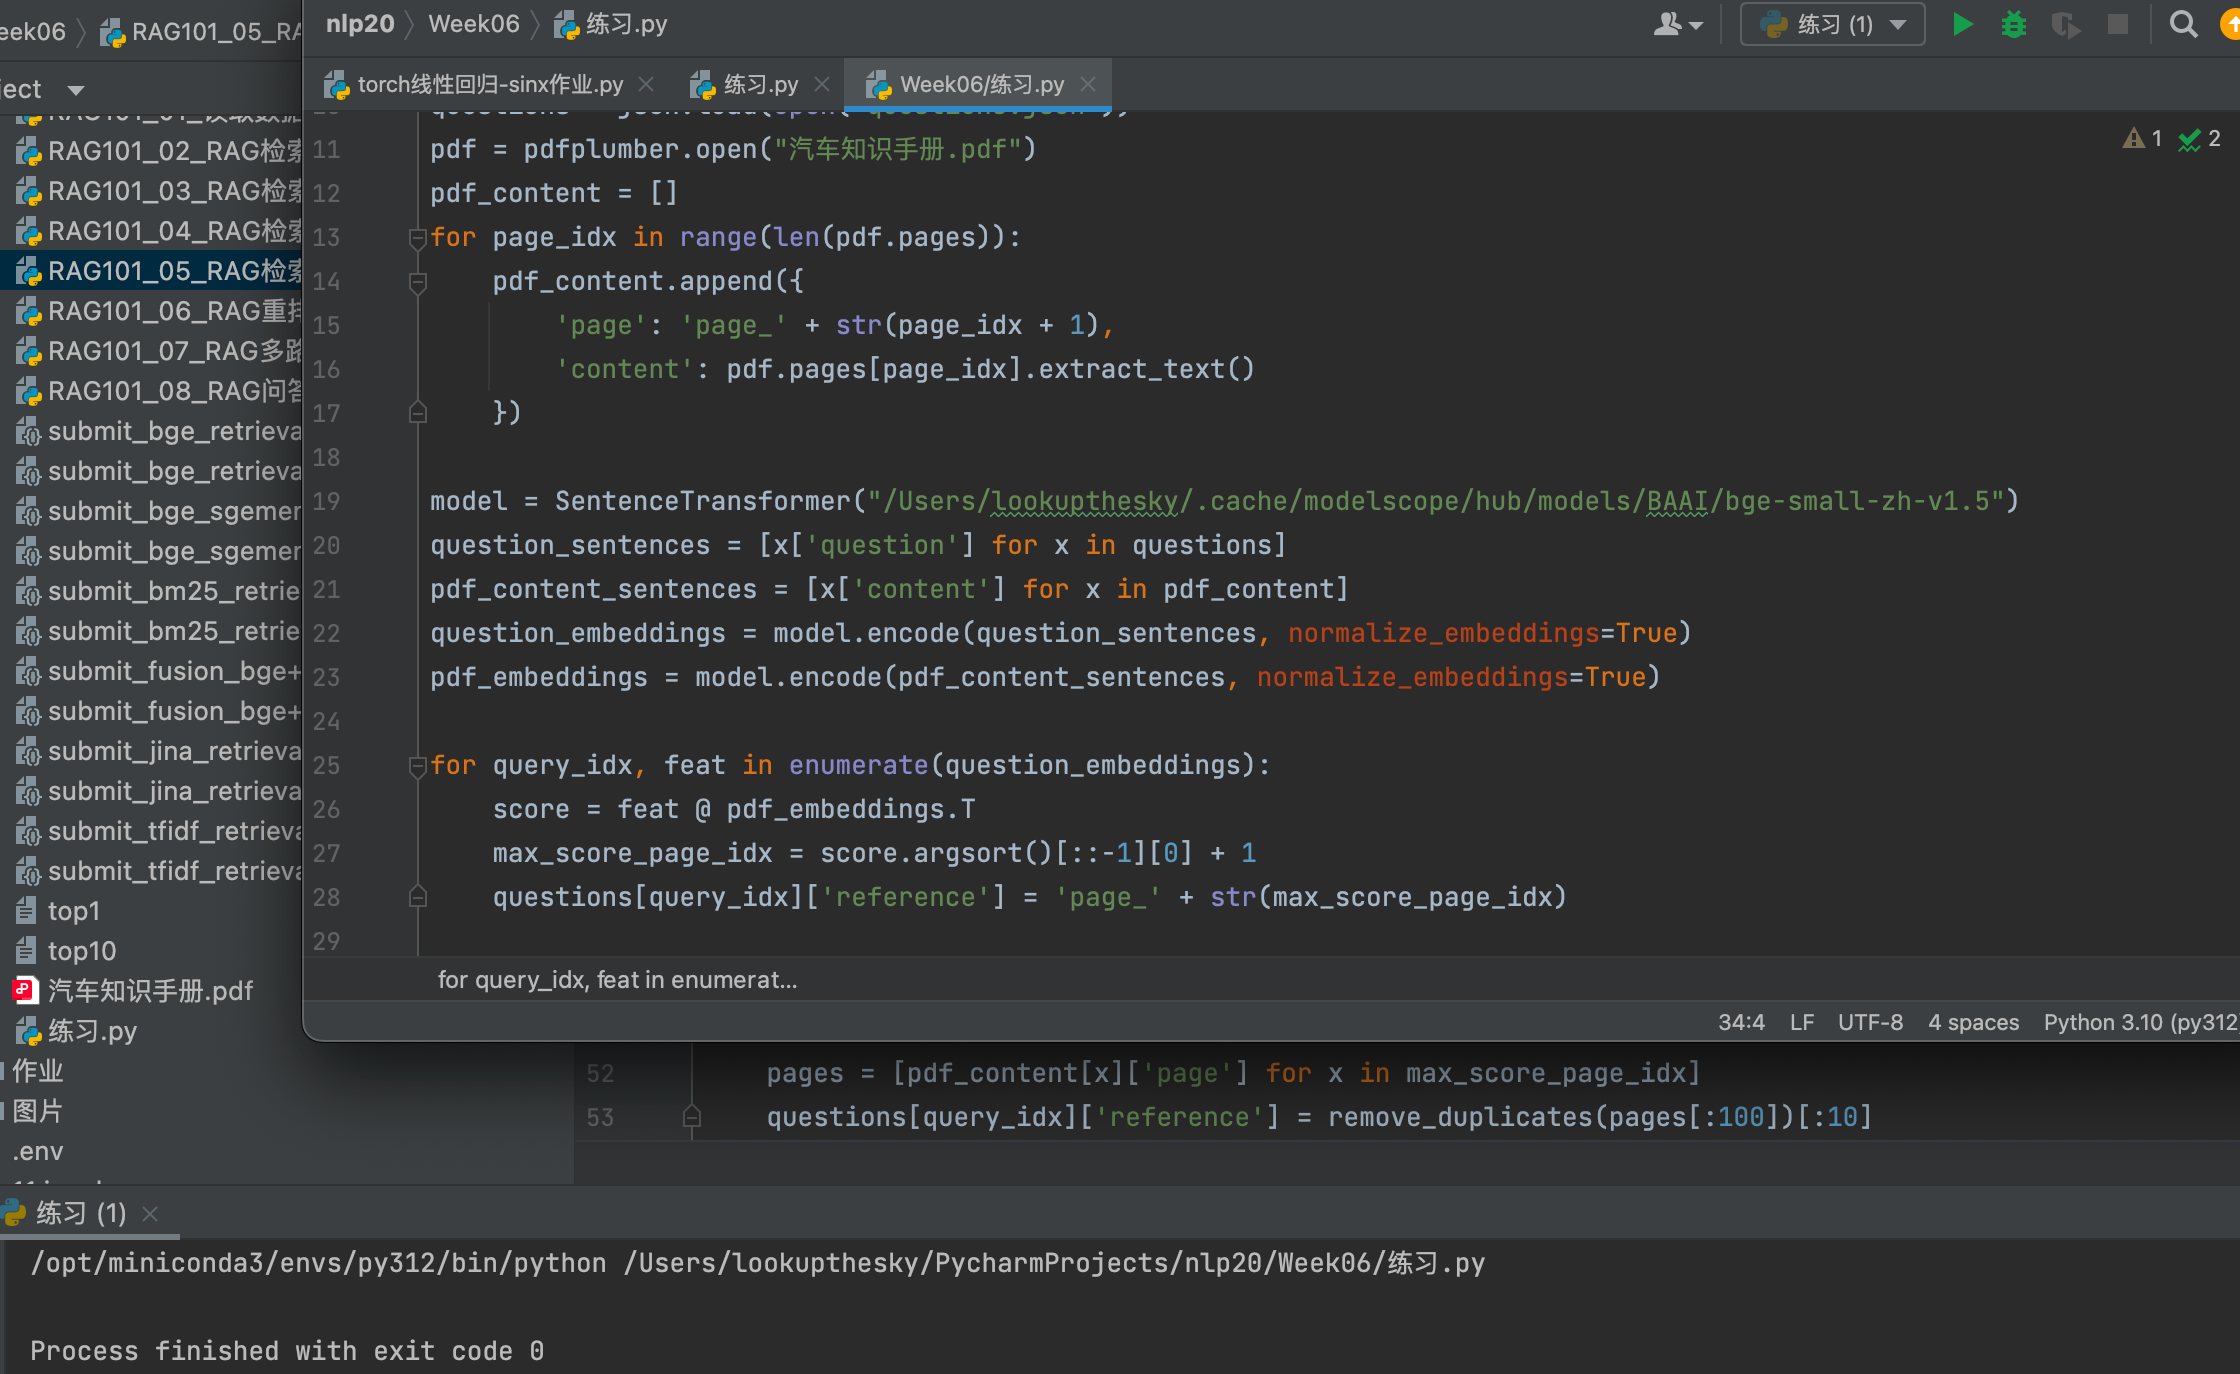 nlp20 Week06 练习.py
练习 (1)
eek06 RAG101_05_RA
torch线性回归-sinx作业.py
练习.py
Week06/练习.py
ject
RAG101_02_RAG检索
RAG101_03_RAG检索
RAG101_04_RAG检索
RAG101_05_RAG检索
RAG101_06_RAG重排
RAG101_07_RAG多路
RAG101_08_RAG问答
submit_bge_retrieva
submit_bge_retrieva
submit_bge_sgemer
submit_bge_sgemer
submit_bm25_retrie
submit_bm25_retrie
submit_fusion_bge+
submit_fusion_bge+
submit_jina_retrieva
submit_jina_retrieva
submit_tfidf_retrieva
submit_tfidf_retrieva
top1
top10
汽车知识手册.pdf
练习.py
作业
图片
.env
1 2
11 pdf = pdfplumber.open("汽车知识手册.pdf")
12 pdf_content = []
13 for page_idx in range(len(pdf.pages)):
14 pdf_content.append({
15 'page': 'page_' + str(page_idx + 1),
16 'content': pdf.pages[page_idx].extract_text()
17 })
18
19 model = SentenceTransformer("/Users/lookupthesky/.cache/modelscope/hub/models/BAAI/bge-small-zh-v1.5")
20 question_sentences = [x['question'] for x in questions]
21 pdf_content_sentences = [x['content'] for x in pdf_content]
22 question_embeddings = model.encode(question_sentences, normalize_embeddings=True)
23 pdf_embeddings = model.encode(pdf_content_sentences, normalize_embeddings=True)
24
25 for query_idx, feat in enumerate(question_embeddings):
26 score = feat @ pdf_embeddings.T
27 max_score_page_idx = score.argsort()[::-1][0] + 1
28 questions[query_idx]['reference'] = 'page_' + str(max_score_page_idx)
29
for query_idx, feat in enumerat...
34:4 LF UTF-8 4 spaces Python 3.10 (py312)
52 pages = [pdf_content[x]['page'] for x in max_score_page_idx]
53 questions[query_idx]['reference'] = remove_duplicates(pages[:100])[:10]
练习 (1)
/opt/miniconda3/envs/py312/bin/python /Users/lookupthesky/PycharmProjects/nlp20/Week06/练习.py
Process finished with exit code 0